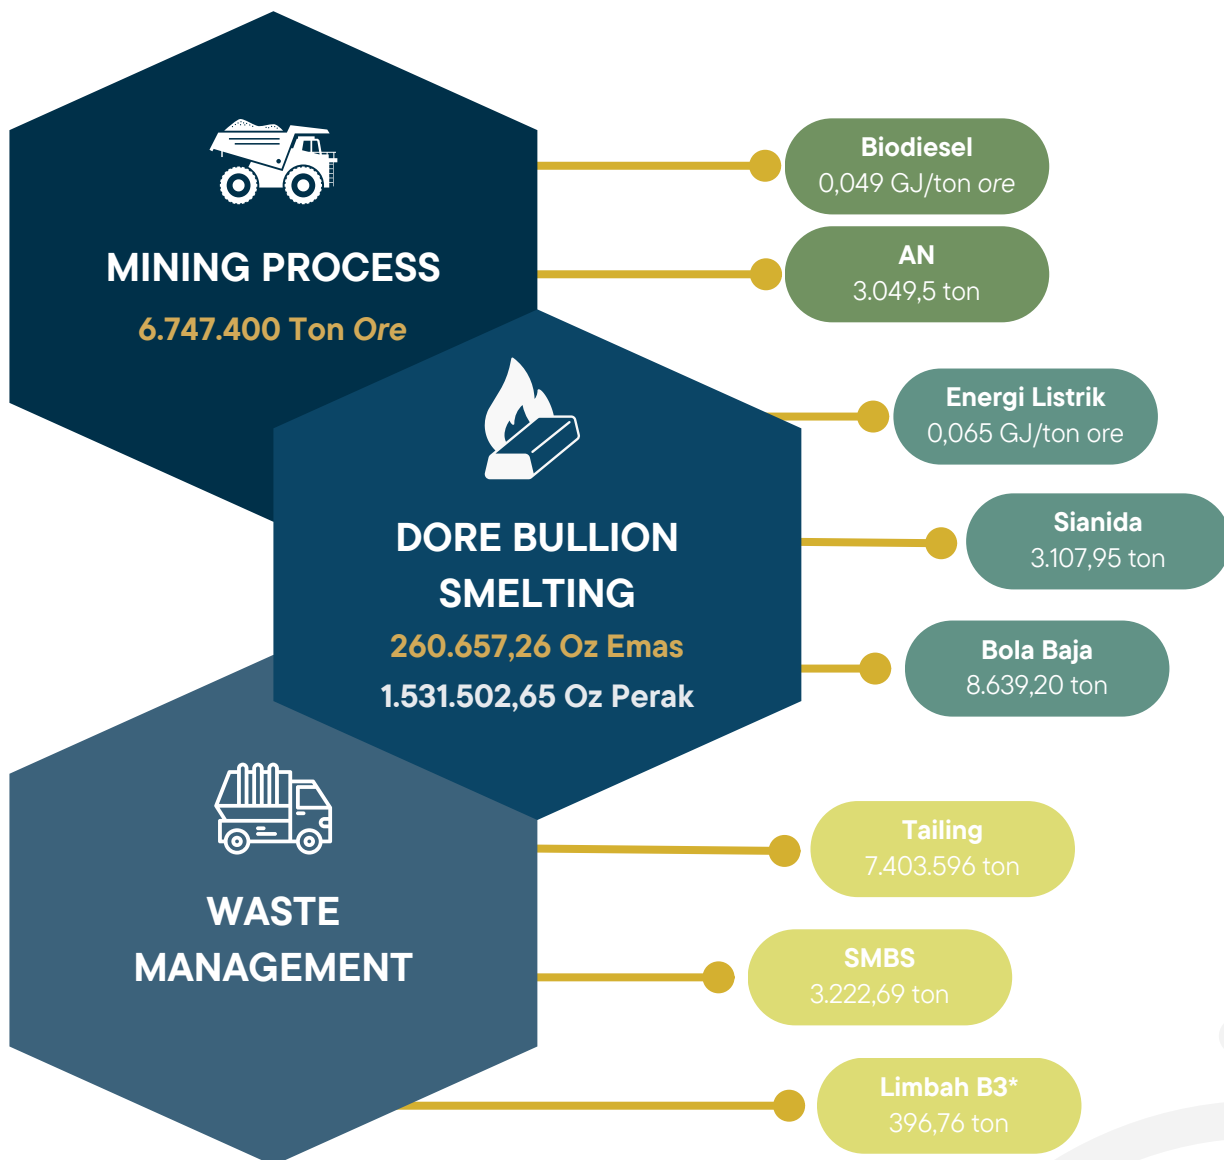 MINING PROCESS
6.747.400 Ton Ore
Biodiesel
0,049 GJ/ton ore
AN
3.049,5 ton
DORE BULLION
SMELTING
260.657,26 Oz Emas
1.531.502,65 Oz Perak
Energi Listrik
0,065 GJ/ton ore
Sianida
3.107,95 ton
Bola Baja
8.639,20 ton
WASTE
MANAGEMENT
Tailing
7.403.596 ton
SMBS
3.222,69 ton
Limbah B3*
396,76 ton